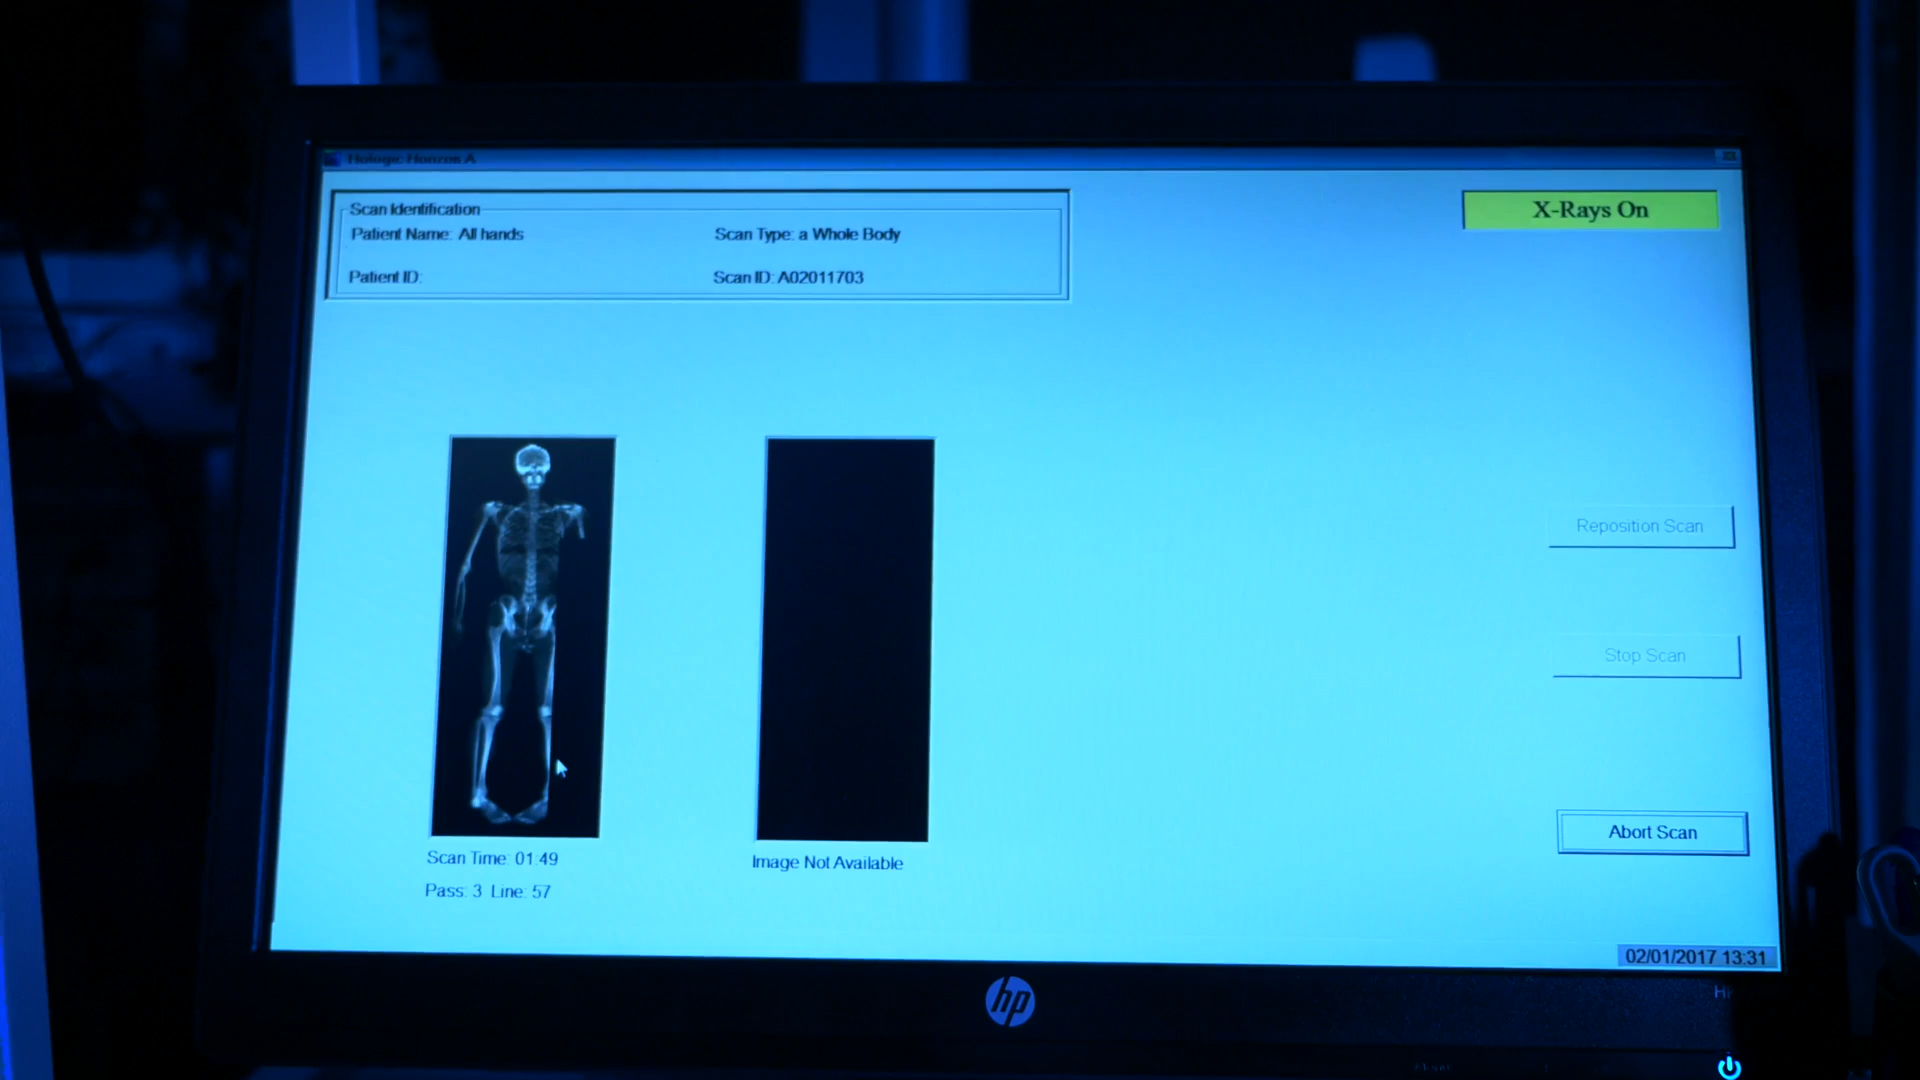 Hologic Horizon A
Scan Identification
Patient Name: All hands
Scan Type: a Whole Body
Patient ID:
Scan ID: A02011703
X-Rays On
Reposition Scan
Stop Scan
Abort Scan
Scan Time: 01:49
Pass: 3 Line: 57
Image Not Available
02/01/2017 13:31
hp